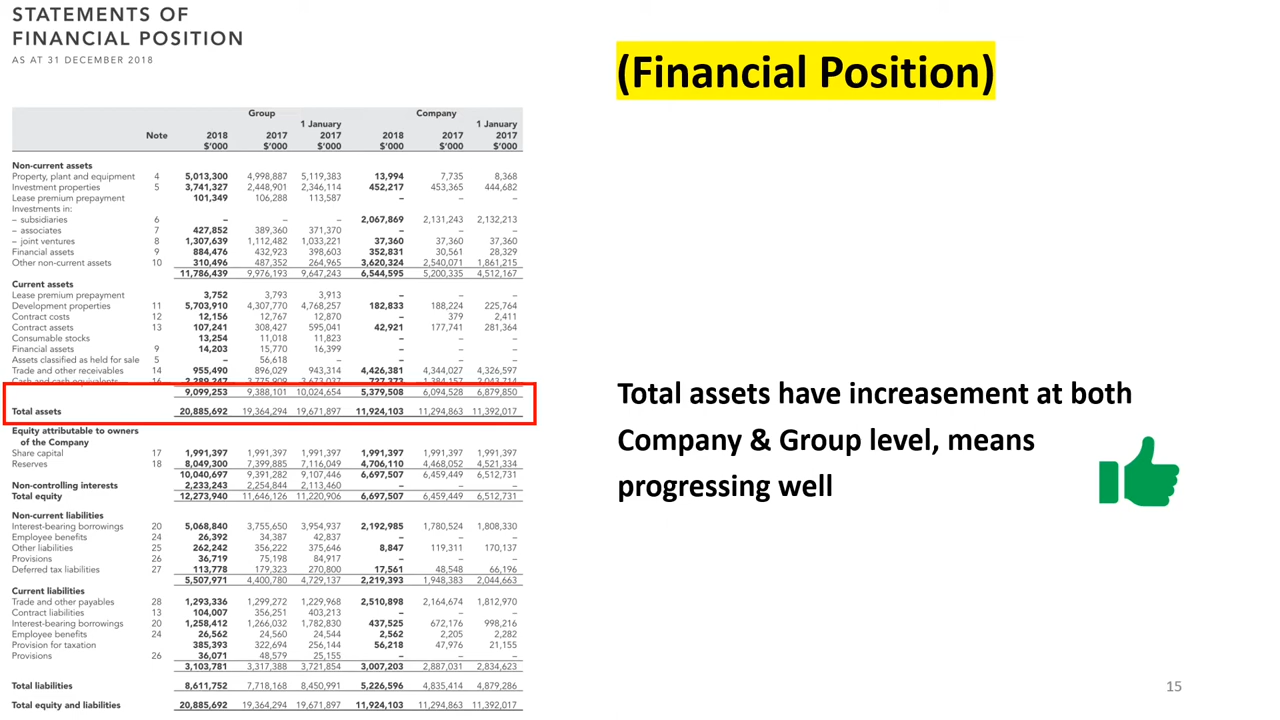 STATEMENTS OF
FINANCIAL POSITION
AS AT 31 DECEMBER 2018
(Financial Position)
Group Company
1 January 1 January
Note 2018 2017 2017 2018 2017 2017
$'000 $'000 $'000 $'000 $'000 $'000
Non-current assets
Property, plant and equipment 4 5,013,300 4,998,887 5,119,383 13,994 7,735 8,368
Investment properties 5 3,741,327 2,448,901 2,346,114 452,217 453,365 444,682
Lease premium prepayment 101,349 106,288 113,587 – – –
Investments in:
– subsidiaries 6 – – – 2,067,869 2,131,243 2,132,213
– associates 7 427,852 389,360 371,370 – – –
– joint ventures 8 1,307,639 1,112,482 1,033,221 37,360 37,360 37,360
Financial assets 9 884,476 432,923 398,603 352,831 30,561 28,329
Other non-current assets 10 310,496 487,352 264,965 3,620,324 2,540,071 1,861,215
11,786,439 9,976,193 9,647,243 6,544,595 5,200,335 4,512,167
Current assets
Lease premium prepayment 3,752 3,793 3,913 – – –
Development properties 11 5,703,910 4,307,770 4,768,257 182,833 188,224 225,764
Contract costs 12 12,156 12,767 12,870 – 379 2,411
Contract assets 13 107,241 308,427 595,041 42,921 177,741 281,364
Consumable stocks 13,254 11,018 11,823 – – –
Financial assets 9 14,203 15,770 16,399 – – –
Assets classified as held for sale 5 – 56,618 – – – –
Trade and other receivables 14 955,490 896,029 943,314 4,426,381 4,344,027 4,326,597
Cash and cash equivalents 16 2,289,247 3,775,909 3,673,037 727,373 1,384,157 2,043,714
9,099,253 9,388,101 10,024,654 5,379,508 6,094,528 6,879,850
Total assets 20,885,692 19,364,294 19,671,897 11,924,103 11,294,863 11,392,017
Equity attributable to owners
of the Company
Share capital 17 1,991,397 1,991,397 1,991,397 1,991,397 1,991,397 1,991,397
Reserves 18 8,049,300 7,399,885 7,116,049 4,706,110 4,468,052 4,521,334
10,040,697 9,391,282 9,107,446 6,697,507 6,459,449 6,512,731
Non-controlling interests 2,233,243 2,254,844 2,113,460 – – –
Total equity 12,273,940 11,646,126 11,220,906 6,697,507 6,459,449 6,512,731
Non-current liabilities
Interest-bearing borrowings 20 5,068,840 3,755,650 3,954,937 2,192,985 1,780,524 1,808,330
Employee benefits 24 26,392 34,387 42,837 – – –
Other liabilities 25 262,242 356,222 375,646 8,847 119,311 170,137
Provisions 26 36,719 75,198 84,917 – – –
Deferred tax liabilities 27 113,778 179,323 270,800 17,561 48,548 66,196
5,507,971 4,400,780 4,729,137 2,219,393 1,948,383 2,044,663
Current liabilities
Trade and other payables 28 1,293,336 1,299,272 1,229,968 2,510,898 2,164,674 1,812,970
Contract liabilities 13 104,007 356,251 403,213 – – –
Interest-bearing borrowings 20 1,258,412 1,266,032 1,782,830 437,525 672,176 998,216
Employee benefits 24 26,562 24,560 24,544 2,562 2,205 2,282
Provision for taxation 385,393 322,694 256,144 56,218 47,976 21,155
Provisions 26 36,071 48,579 25,155 – – –
3,103,781 3,317,388 3,721,854 3,007,203 2,887,031 2,834,623
Total liabilities 8,611,752 7,718,168 8,450,991 5,226,596 4,835,414 4,879,286
Total equity and liabilities 20,885,692 19,364,294 19,671,897 11,924,103 11,294,863 11,392,017
Total assets have increasement at both
Company & Group level, means
progressing well
15